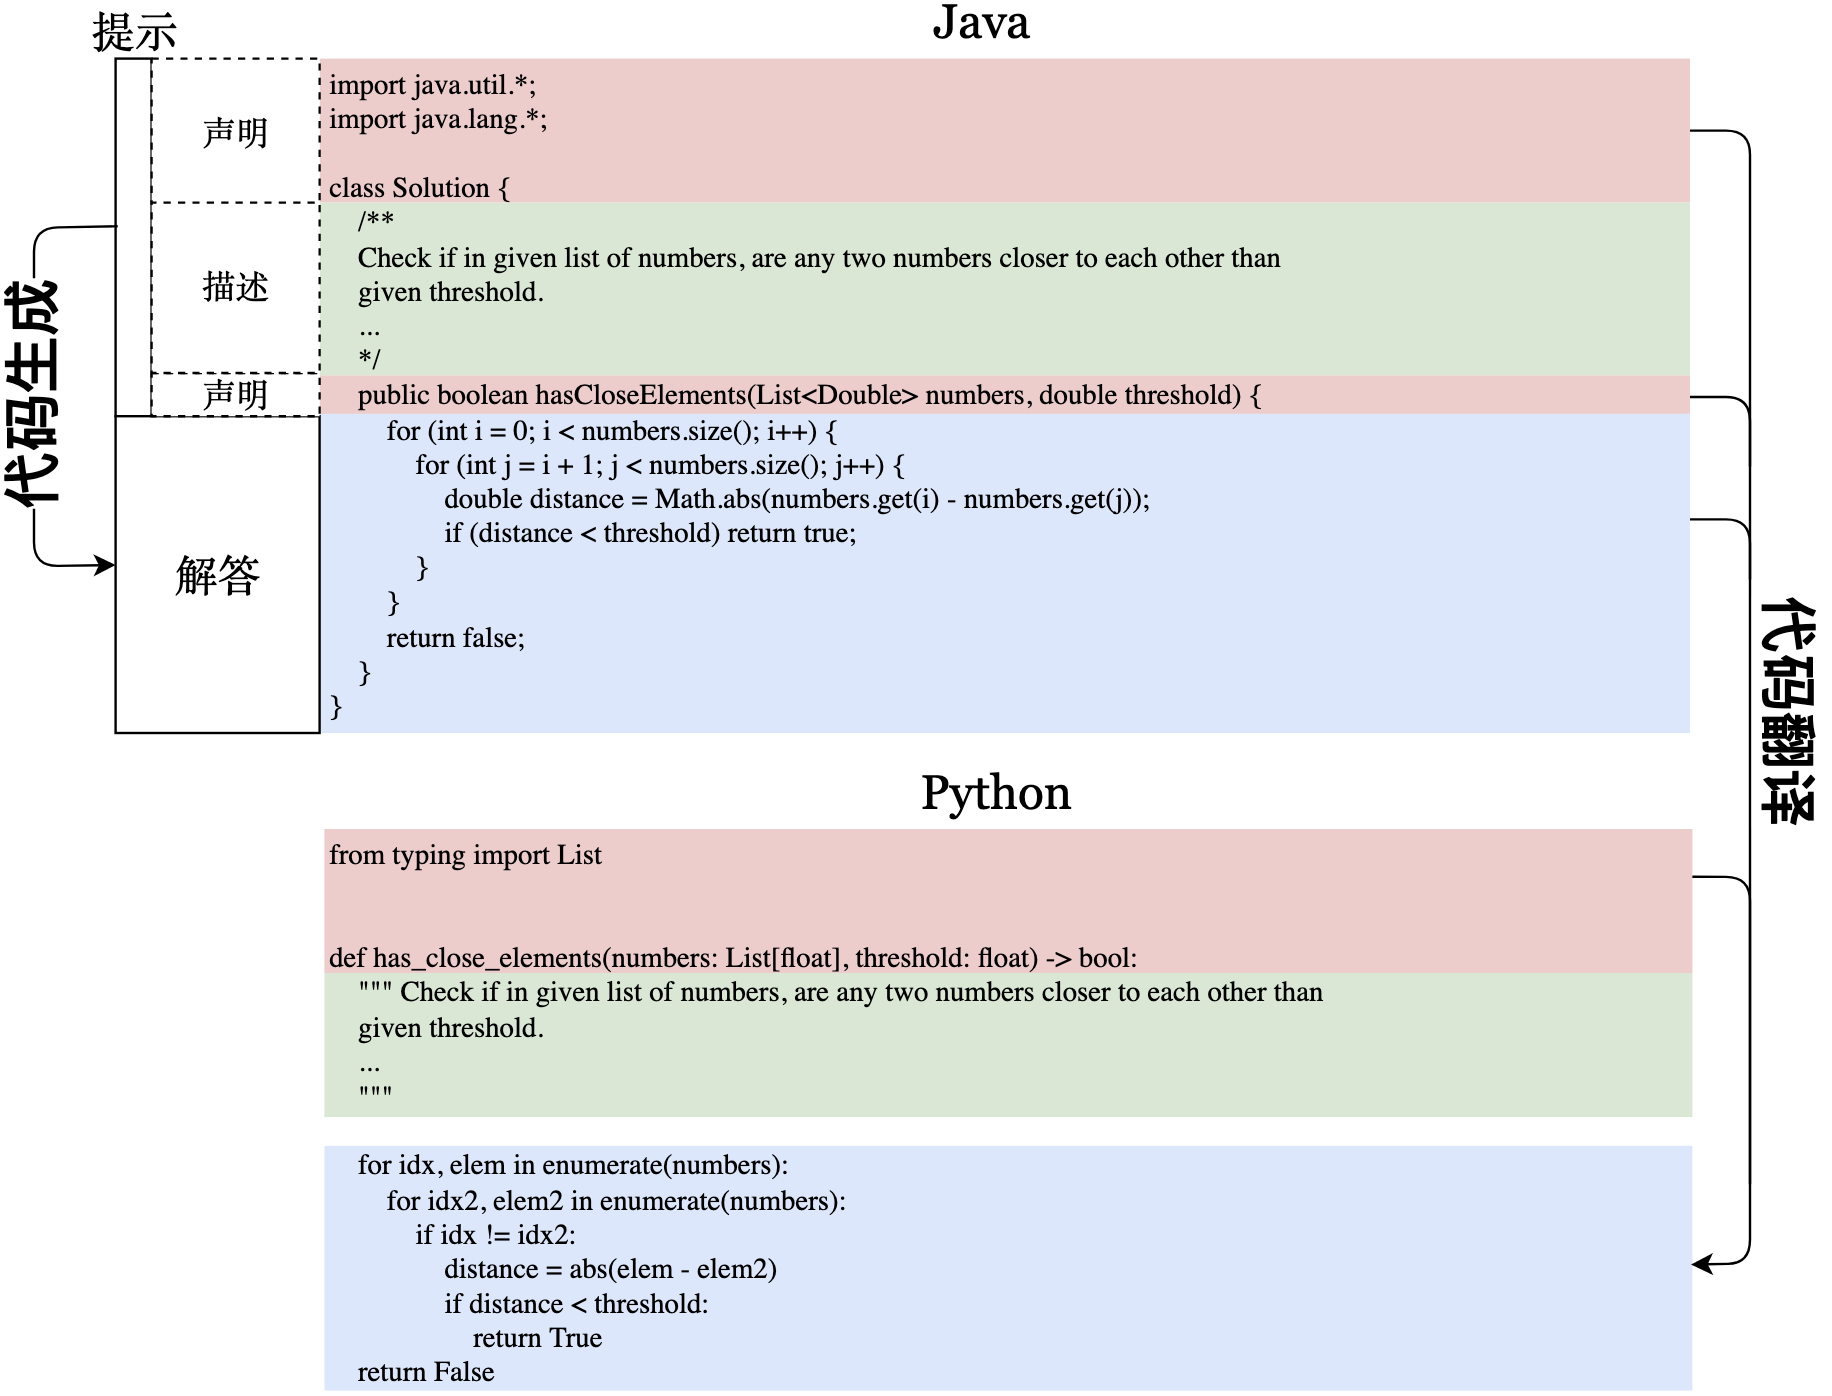 提示
Java
声明
import java.util.*;
import java.lang.*;
class Solution {
描述
/**
Check if in given list of numbers, are any two numbers closer to each other than
given threshold.
...
*/
声明
public boolean hasCloseElements(List<Double> numbers, double threshold) {
代码生成
解答
for (int i = 0; i < numbers.size(); i++) {
for (int j = i + 1; j < numbers.size(); j++) {
double distance = Math.abs(numbers.get(i) - numbers.get(j));
if (distance < threshold) return true;
}
}
return false;
}
}
代码翻译
Python
from typing import List
def has_close_elements(numbers: List[float], threshold: float) -> bool:
""" Check if in given list of numbers, are any two numbers closer to each other than
given threshold.
...
"""
for idx, elem in enumerate(numbers):
for idx2, elem2 in enumerate(numbers):
if idx != idx2:
distance = abs(elem - elem2)
if distance < threshold:
return True
return False